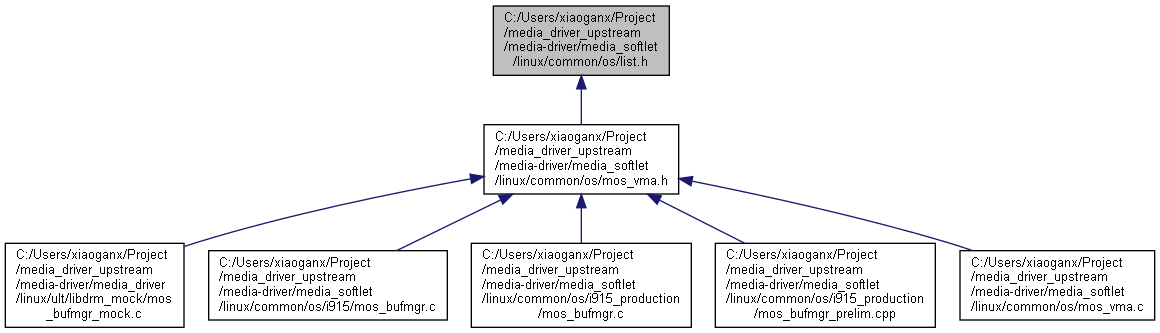 C:/Users/xiaoganx/Project
/media_driver_upstream
/media-driver/media_softlet
/linux/common/os/list.h
C:/Users/xiaoganx/Project
/media_driver_upstream
/media-driver/media_softlet
/linux/common/os/mos_vma.h
C:/Users/xiaoganx/Project
/media_driver_upstream
/media-driver/media_driver
/linux/ult/libdrm_mock/mos
_bufmgr_mock.c
C:/Users/xiaoganx/Project
/media_driver_upstream
/media-driver/media_softlet
/linux/common/os/i915/mos_bufmgr.c
C:/Users/xiaoganx/Project
/media_driver_upstream
/media-driver/media_softlet
/linux/common/os/i915_production
/mos_bufmgr.c
C:/Users/xiaoganx/Project
/media_driver_upstream
/media-driver/media_softlet
/linux/common/os/i915_production
/mos_bufmgr_prelim.cpp
C:/Users/xiaoganx/Project
/media_driver_upstream
/media-driver/media_softlet
/linux/common/os/mos_vma.c